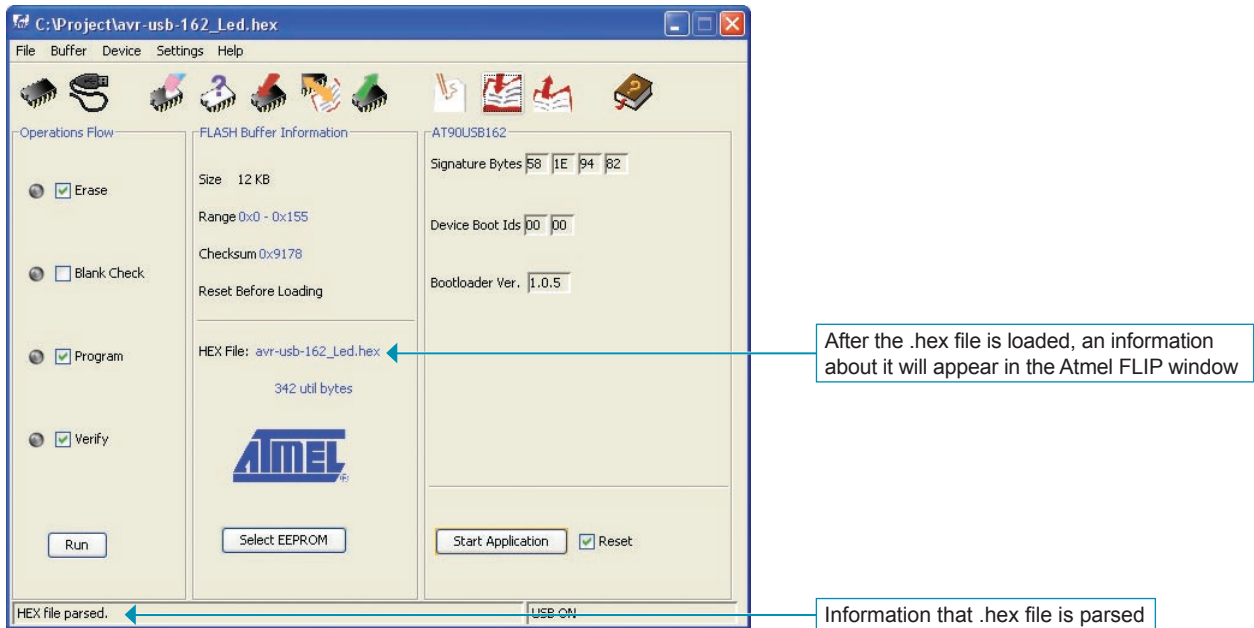 C:\Project\avr-usb-162_Led.hex
File Buffer Device Settings Help
Operations Flow
Erase
Blank Check
Program
Verify
Run
FLASH Buffer Information
Size 12 KB
Range 0x0 - 0x155
Checksum 0x9178
Reset Before Loading
HEX File: avr-usb-162_Led.hex
342 util bytes
ATMEL
Select EEPROM
AT90USB162
Signature Bytes 58 1E 94 82
Device Boot Ids 00 00
Bootloader Ver. 1.0.5
Start Application Reset
HEX file parsed.
USB ON
After the .hex file is loaded, an information
about it will appear in the Atmel FLIP window
Information that .hex file is parsed